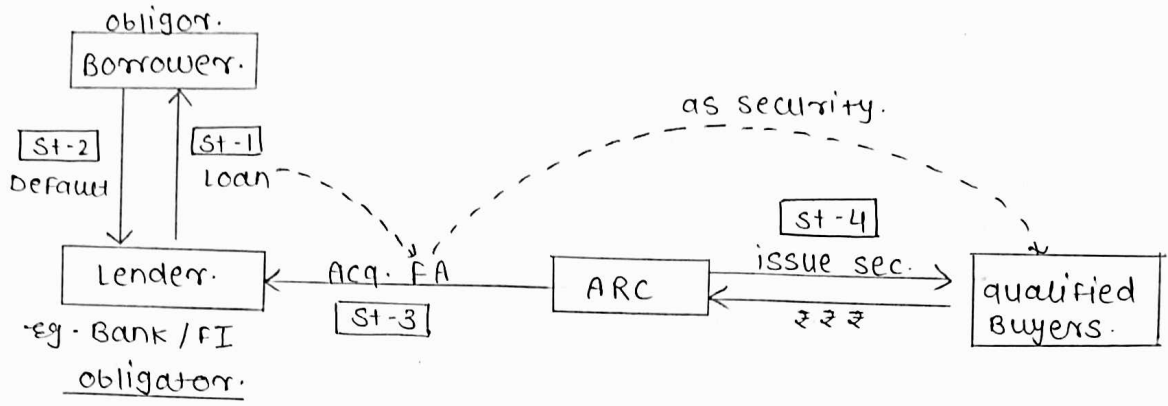 obligor.
Borrower.
as security.
St-2
St-1
Default
Loan
St-4
issue sec.
Lender.
Acq. FA
ARC
qualified
Buyers.
₹ ₹ ₹
St-3
eg. Bank / FI
obligator.